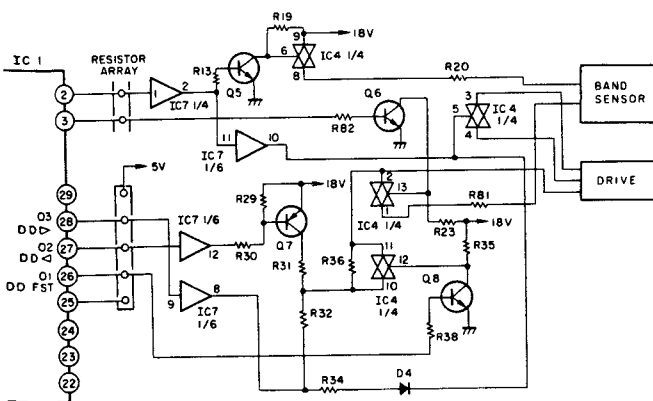 IC 1
RESISTOR
ARRAY
2
3
29
28
27
26
25
24
23
22
O3
DD▷
O2
DD◁
O1
DD FST
5V
1
2
IC7 1/4
R13
Q5
R19
9
6
8
IC4 1/4
18V
R20
BAND
SENSOR
Q6
R82
11
10
IC7
1/6
3
5
4
IC4
1/4
DRIVE
IC7 1/6
12
R29
R30
Q7
18V
R31
R32
R36
2
13
1
IC4 1/4
R81
R23
18V
R35
11
12
10
IC4
1/4
Q8
R38
9
8
IC7
1/6
R34
D4